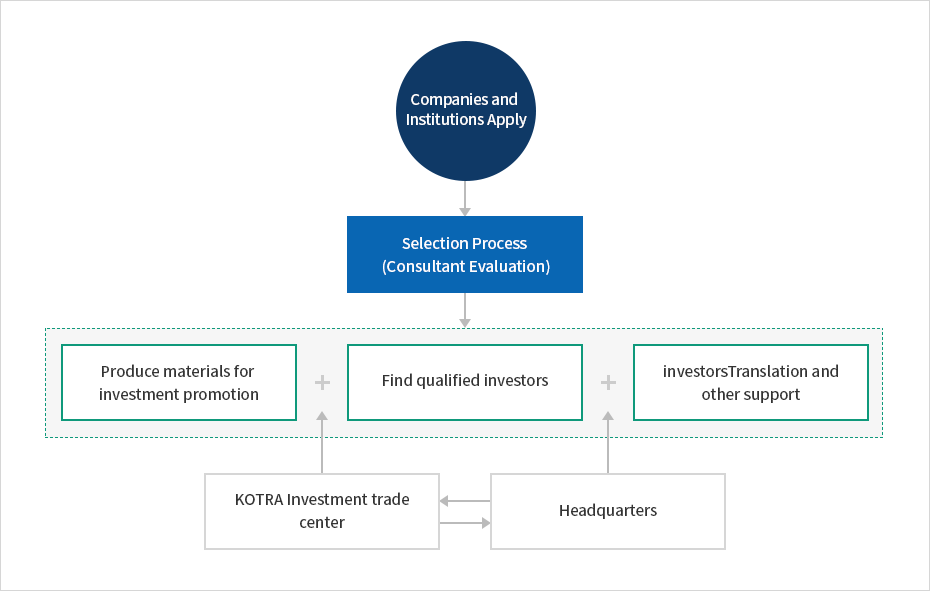 Companies and
Institutions Apply
Selection Process
(Consultant Evaluation)
Produce materials for
investment promotion
+
Find qualified investors
+
investorsTranslation and
other support
KOTRA Investment trade
center
Headquarters